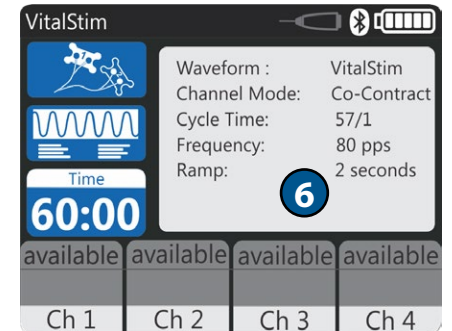 VitalStim
Waveform : VitalStim
Channel Mode: Co-Contract
Cycle Time: 57/1
Frequency: 80 pps
Ramp: 2 seconds
6
Time
60:00
available available available available
Ch 1 Ch 2 Ch 3 Ch 4